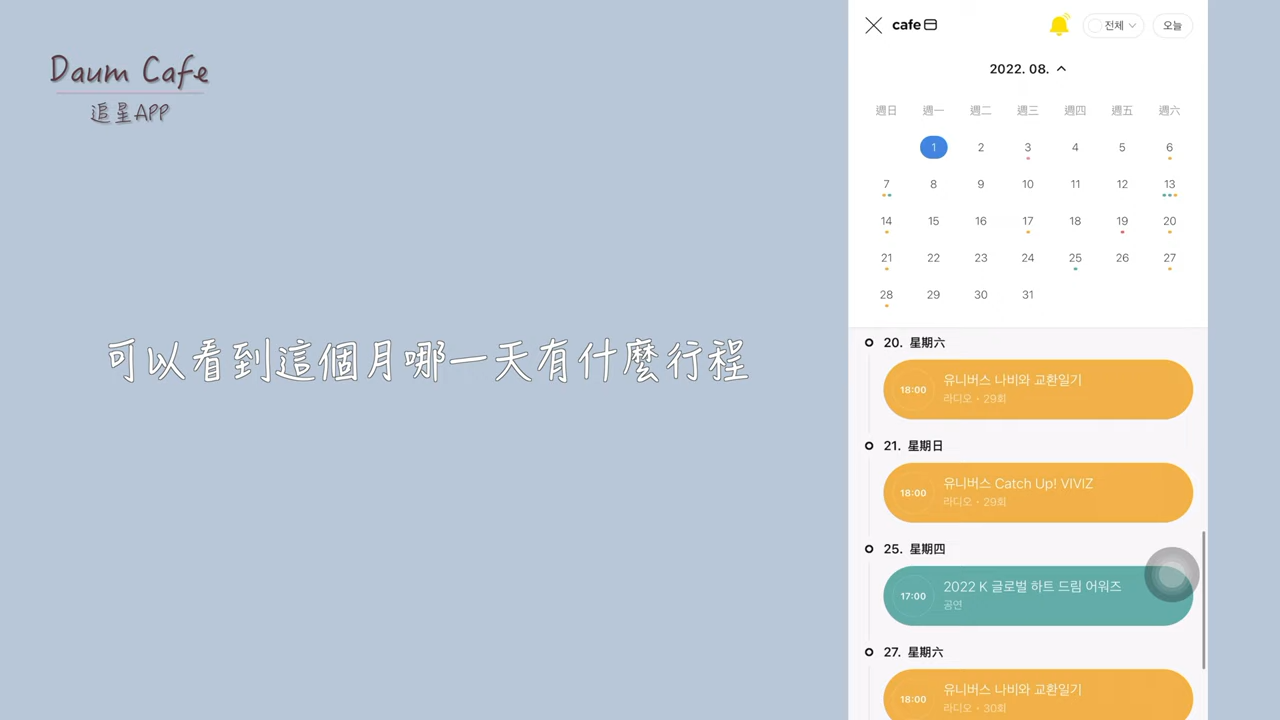 Daum Cafe
追星APP
可以看到這個月哪一天有什麼行程
cafe
전체
오늘
2022. 08.
週日 週一 週二 週三 週四 週五 週六
1 2 3 4 5 6
7 8 9 10 11 12 13
14 15 16 17 18 19 20
21 22 23 24 25 26 27
28 29 30 31
20. 星期六
18:00
유니버스 나비와 교환일기
라디오 • 29회
21. 星期日
18:00
유니버스 Catch Up! VIVIZ
라디오 • 29회
25. 星期四
17:00
2022 K 글로벌 하트 드림 어워즈
공연
27. 星期六
18:00
유니버스 나비와 교환일기
라디오 • 30회